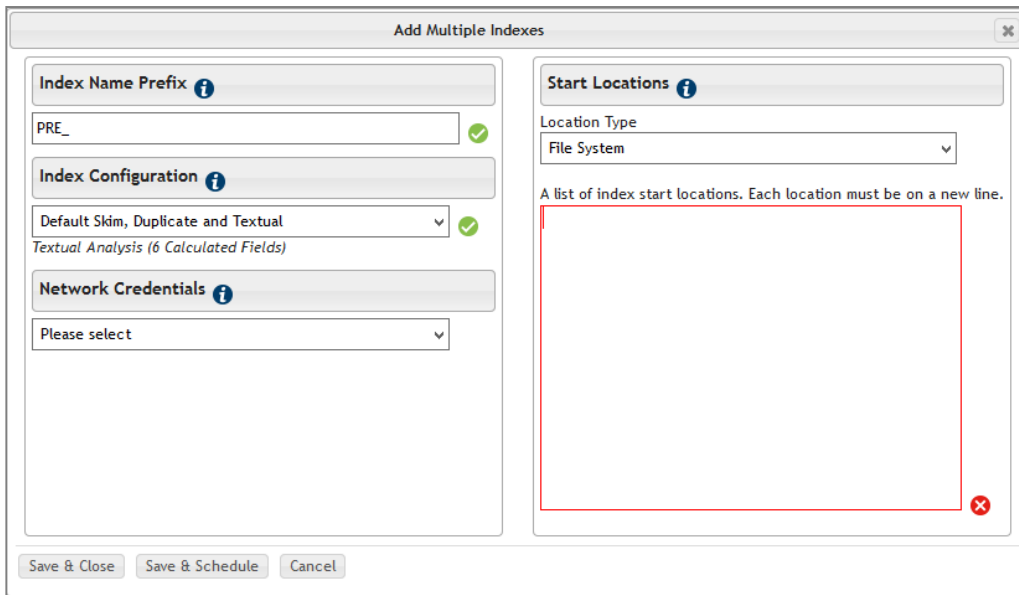 Add Multiple Indexes
Index Name Prefix
PRE_
Index Configuration
Default Skim, Duplicate and Textual
Textual Analysis (6 Calculated Fields)
Network Credentials
Please select
Start Locations
Location Type
File System
A list of index start locations. Each location must be on a new line.
Save & Close
Save & Schedule
Cancel